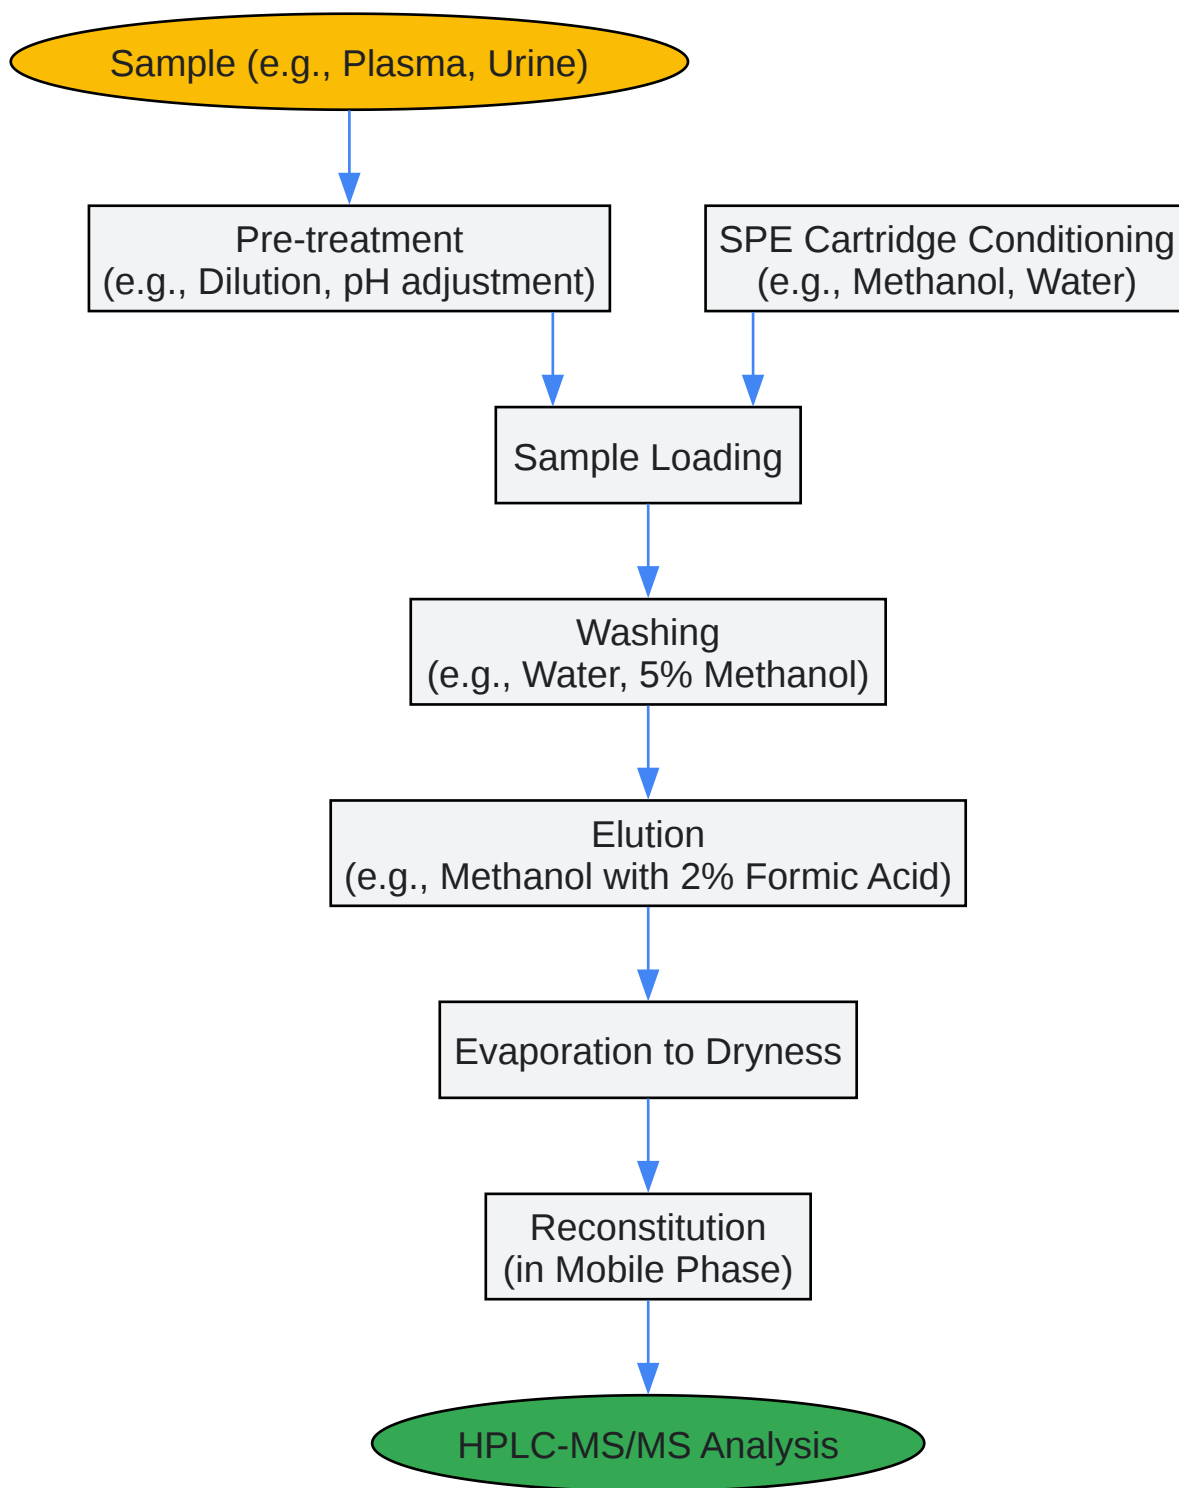 Sample (e.g., Plasma, Urine)
Pre-treatment
(e.g., Dilution, pH adjustment)
SPE Cartridge Conditioning
(e.g., Methanol, Water)
Sample Loading
Washing
(e.g., Water, 5% Methanol)
Elution
(e.g., Methanol with 2% Formic Acid)
Evaporation to Dryness
Reconstitution
(in Mobile Phase)
HPLC-MS/MS Analysis